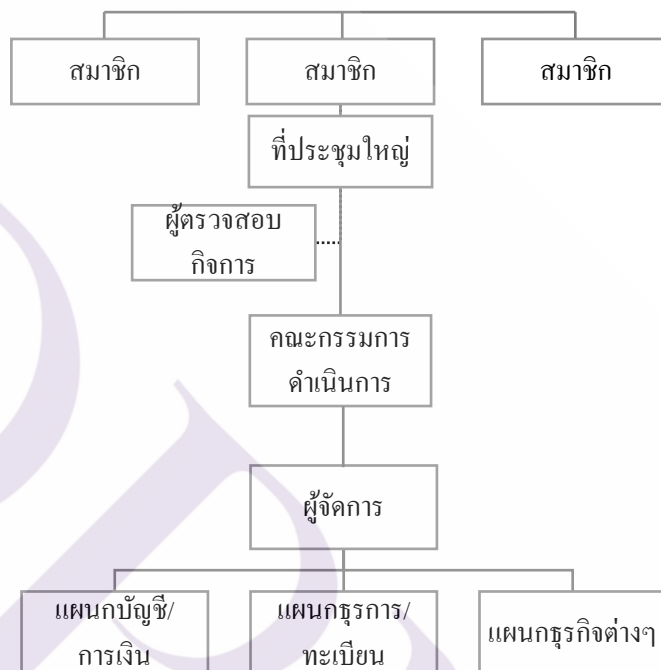 สมาชิก
สมาชิก
สมาชิก
ที่ประชุมใหญ่
ผู้ตรวจสอบ
กิจการ
คณะกรรมการ
ดำเนินการ
ผู้จัดการ
แผนกบัญชี/
การเงิน
แผนกธุรการ/
ทะเบียน
แผนกธุรกิจต่างๆ